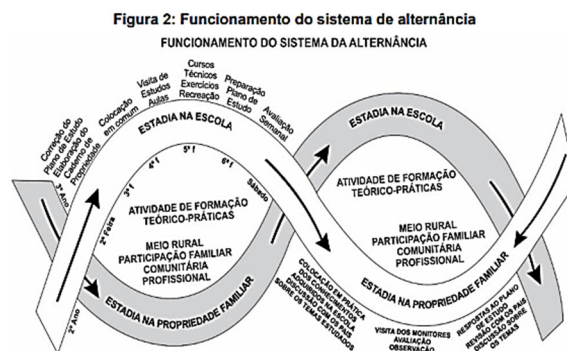 Figura 2: Funcionamento do sistema de alternância
FUNCIONAMENTO DO SISTEMA DA ALTERNÂNCIA
Correção do
Plano de Estudo
Elaboração do
Caderno de
Propriedade
Colocação
em comum
Visita de
Estudos
Aulas
Cursos
Técnicos
Exercícios
Recreação
Preparação
Plano de
Estudo
Avaliação
Semanal
ESTADIA NA ESCOLA
ESTADIA NA ESCOLA
3º Ano
2ª Feira
3ª f
4ª f
5ª f
6ª f
Sábado
ATIVIDADE DE FORMAÇÃO
TEÓRICO-PRÁTICAS
MEIO RURAL
PARTICIPAÇÃO FAMILIAR
COMUNITÁRIA
PROFISSIONAL
ATIVIDADE DE FORMAÇÃO
TEÓRICO-PRÁTICAS
MEIO RURAL
PARTICIPAÇÃO FAMILIAR
COMUNITÁRIA
PROFISSIONAL
ESTADIA NA PROPRIEDADE FAMILIAR
ESTADIA NA PROPRIEDADE FAMILIAR
2º Ano
COLOCAÇÃO EM PRÁTICA
DOS CONHECIMENTOS
ADQUIRIDOS NA ESCOLA
DISCUSSÃO COM OS PAIS
SOBRE OS TEMAS ESTUDADOS
VISITA DOS MONITORES
AVALIAÇÃO
OBSERVAÇÃO
RESPOSTAS AO PLANO
DE ESTUDO
REVISÃO COM OS PAIS
DISCUSSÃO SOBRE
OS TEMAS